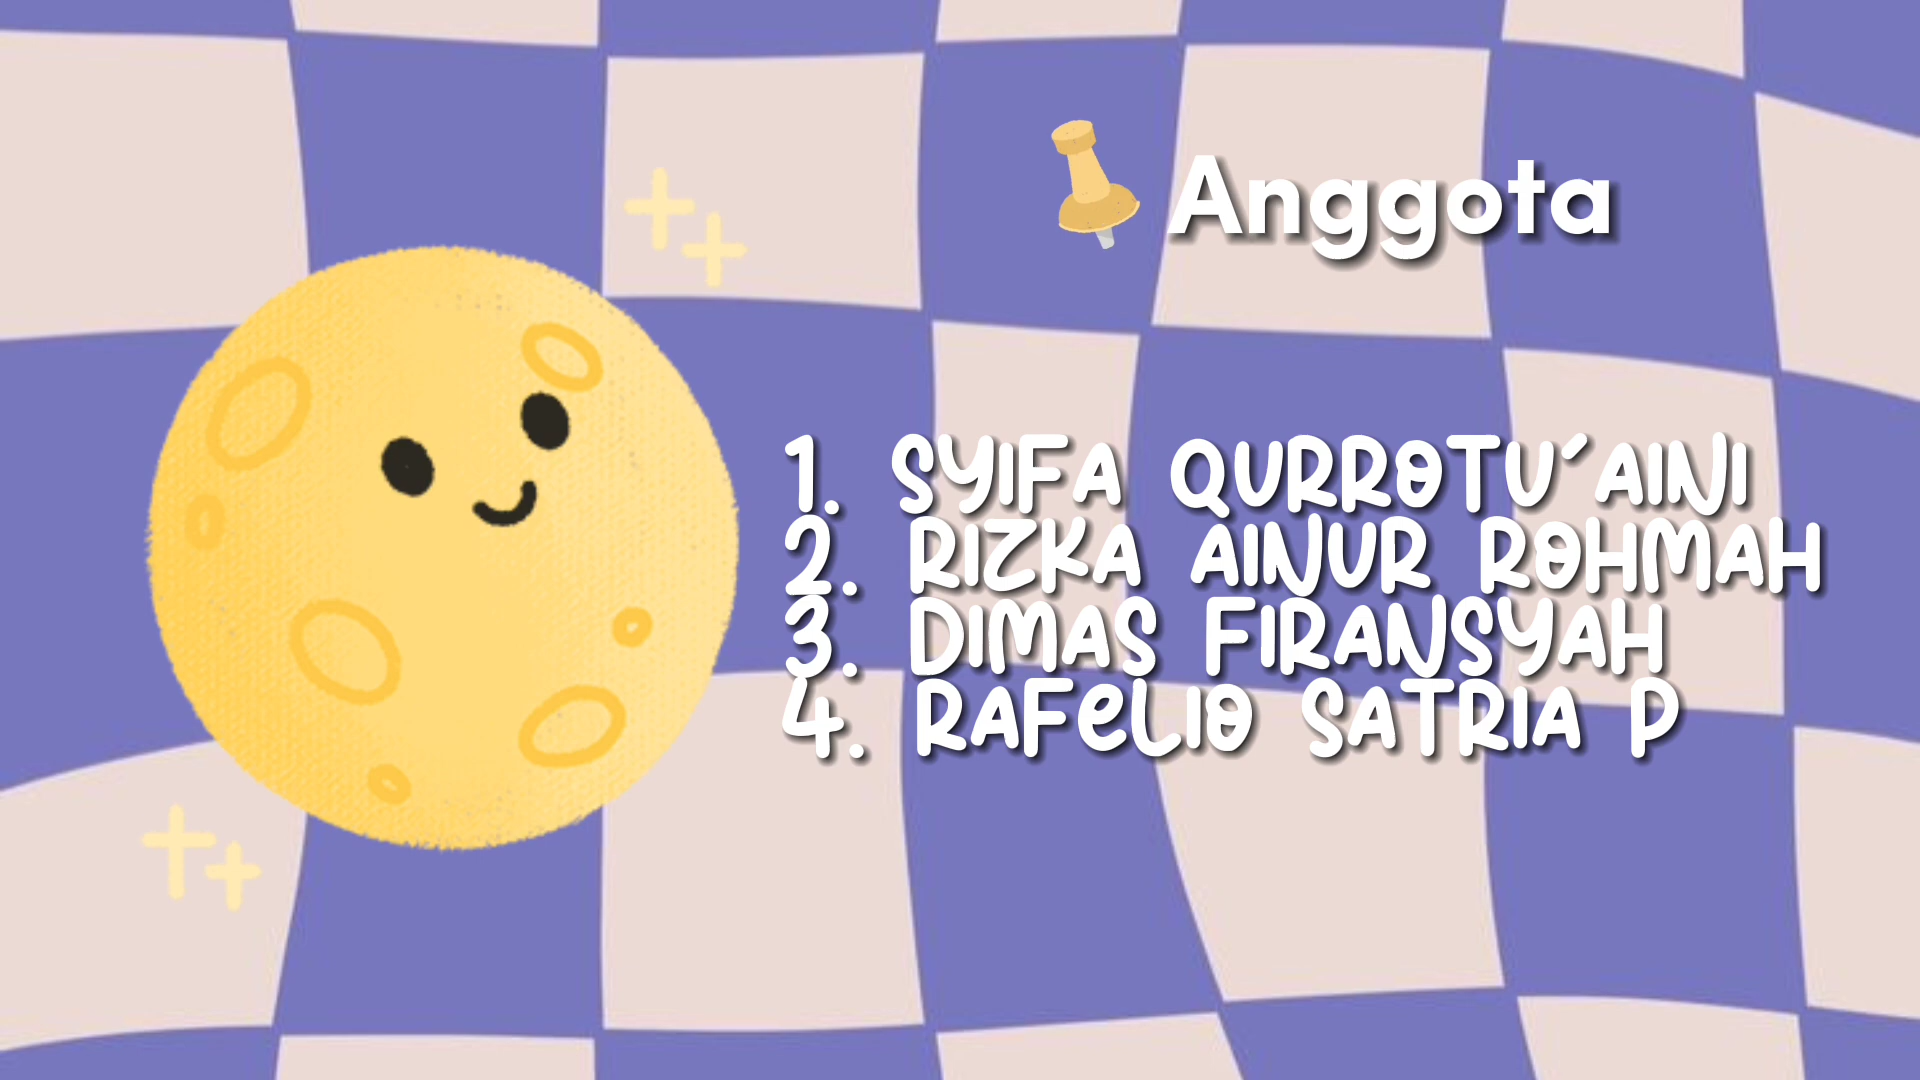 Anggota
1. SYIFA QURROTU´AINI
2. RIZKA AINUR ROHMAH
3. DIMAS FIRANSYAH
4. RAFELIO SATRIA P